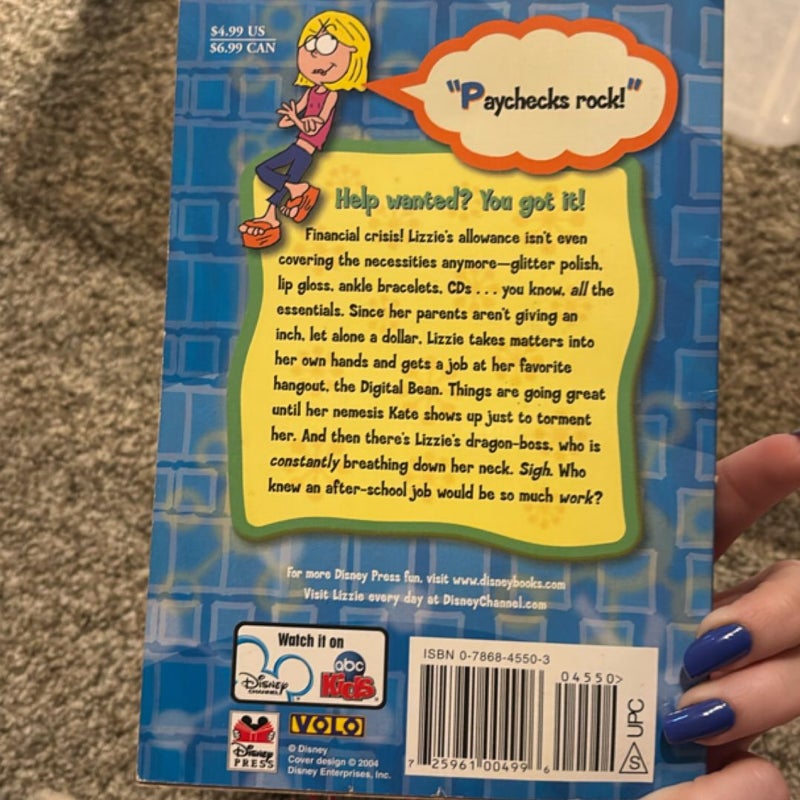 $4.99 US
$6.99 CAN
"Paychecks rock!"
Help wanted? You got it!
Financial crisis! Lizzie's allowance isn't even
covering the necessities anymore—glitter polish,
lip gloss, ankle bracelets, CDs . . . you know, all the
essentials. Since her parents aren't giving an
inch, let alone a dollar, Lizzie takes matters into
her own hands and gets a job at her favorite
hangout, the Digital Bean. Things are going great
until her nemesis Kate shows up just to torment
her. And then there's Lizzie's dragon-boss, who is
constantly breathing down her neck. Sigh. Who
knew an after-school job would be so much work?
For more Disney Press fun, visit www.disneybooks.com
Visit Lizzie every day at DisneyChannel.com
Watch it on
Disney
CHANNEL
abc
Kids
Disney
PRESS
VOLO
© Disney
Cover design © 2004
Disney Enterprises, Inc.
ISBN 0-7868-4550-3
04550>
7 25961 00499 6
S UPC